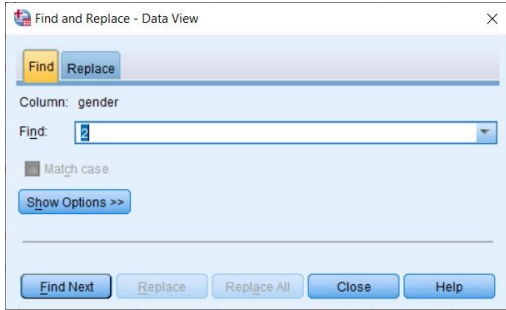 Find and Replace - Data View
Find Replace
Column: gender
Find: 2
Match case
Show Options >>
Find Next Replace Replace All Close Help